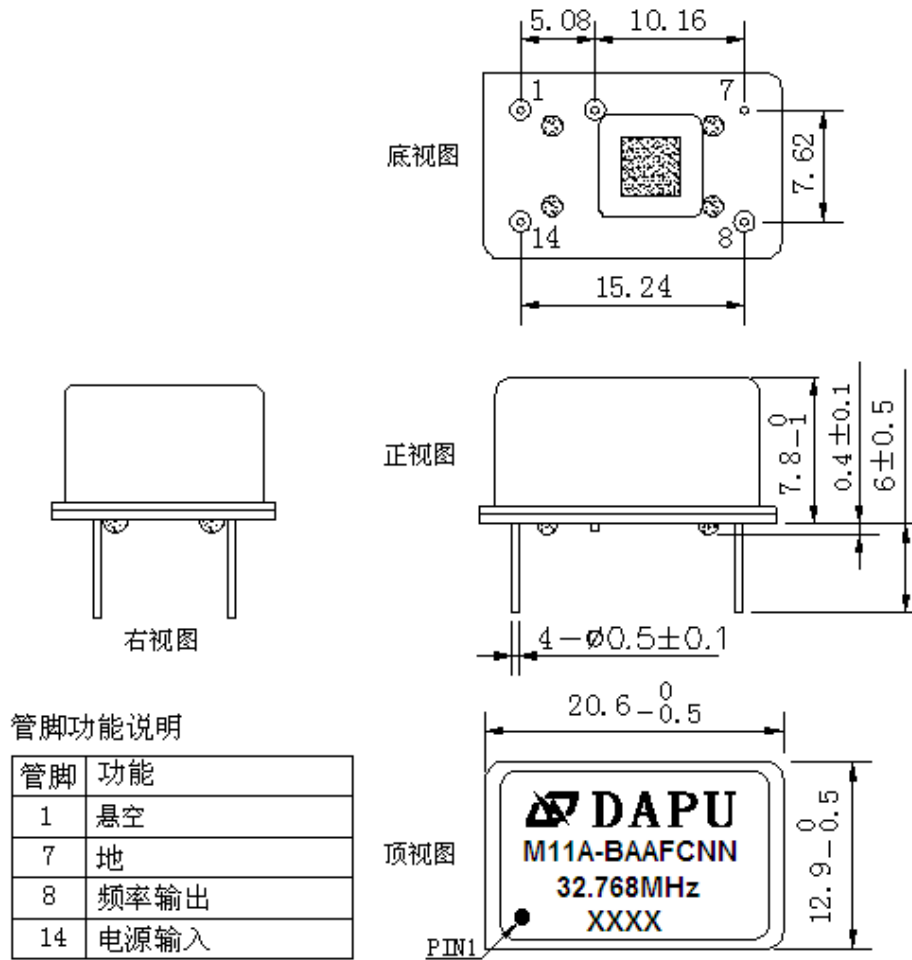 5.08
10.16
1
7
底视图
7.62
14
8
15.24
正视图
7.8 0 -1
0.4±0.1
6±0.5
右视图
4-ø0.5±0.1
管脚功能说明
20.6 0 -0.5
管脚 功能
1 悬空
7 地
8 频率输出
14 电源输入
顶视图
DAPU
M11A-BAAFCNN
32.768MHz
XXXX
PIN1
12.9 0 -0.5